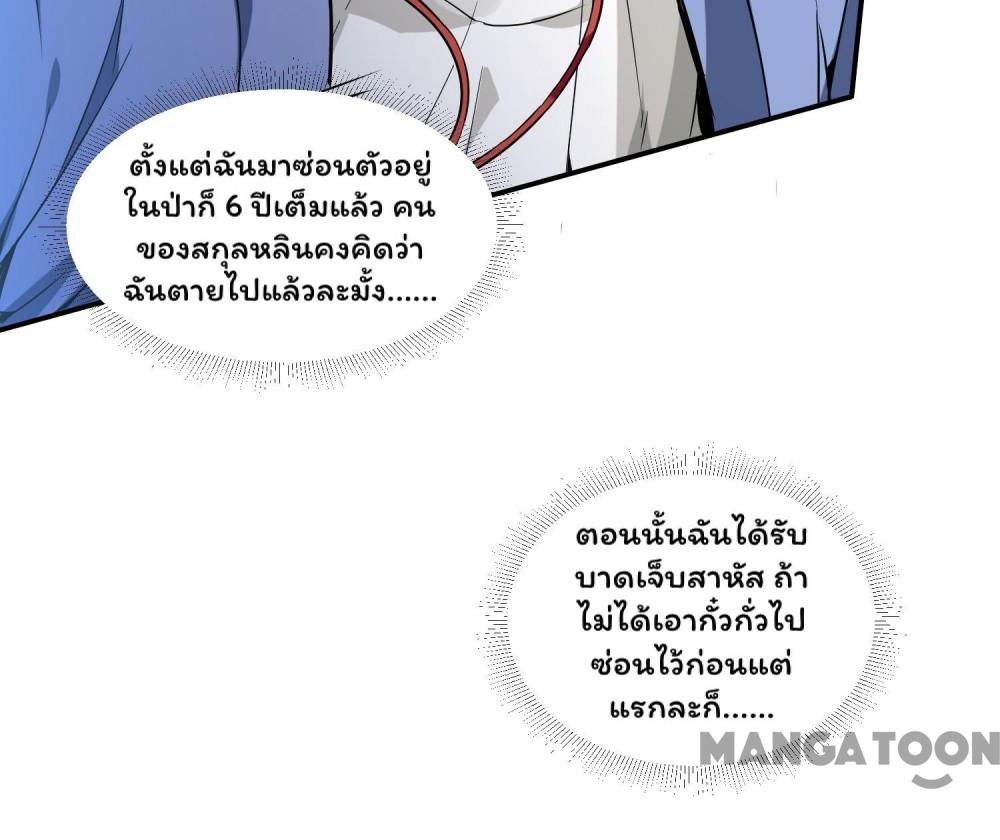 ตั้งแต่ฉันมาซ่อนตัวอยู่
ในป่าก็ 6 ปีเต็มแล้ว คน
ของสกุลหลินคงคิดว่า
ฉันตายไปแล้วละมั้ง......
ตอนนั้นฉันได้รับ
บาดเจ็บสาหัส ถ้า
ไม่ได้เอากั๋วกั่วไป
ซ่อนไว้ก่อนแต่
แรกละก็......
MANGATOON